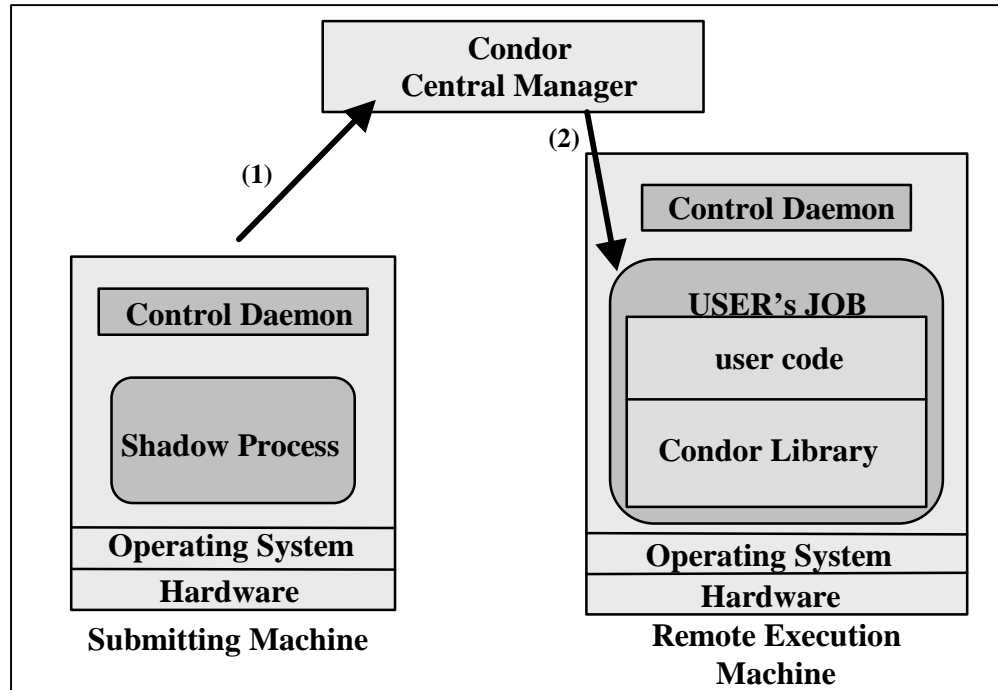 Condor
Central Manager
(1)
(2)
Control Daemon
Shadow Process
Operating System
Hardware
Submitting Machine
Control Daemon
USER's JOB
user code
Condor Library
Operating System
Hardware
Remote Execution
Machine